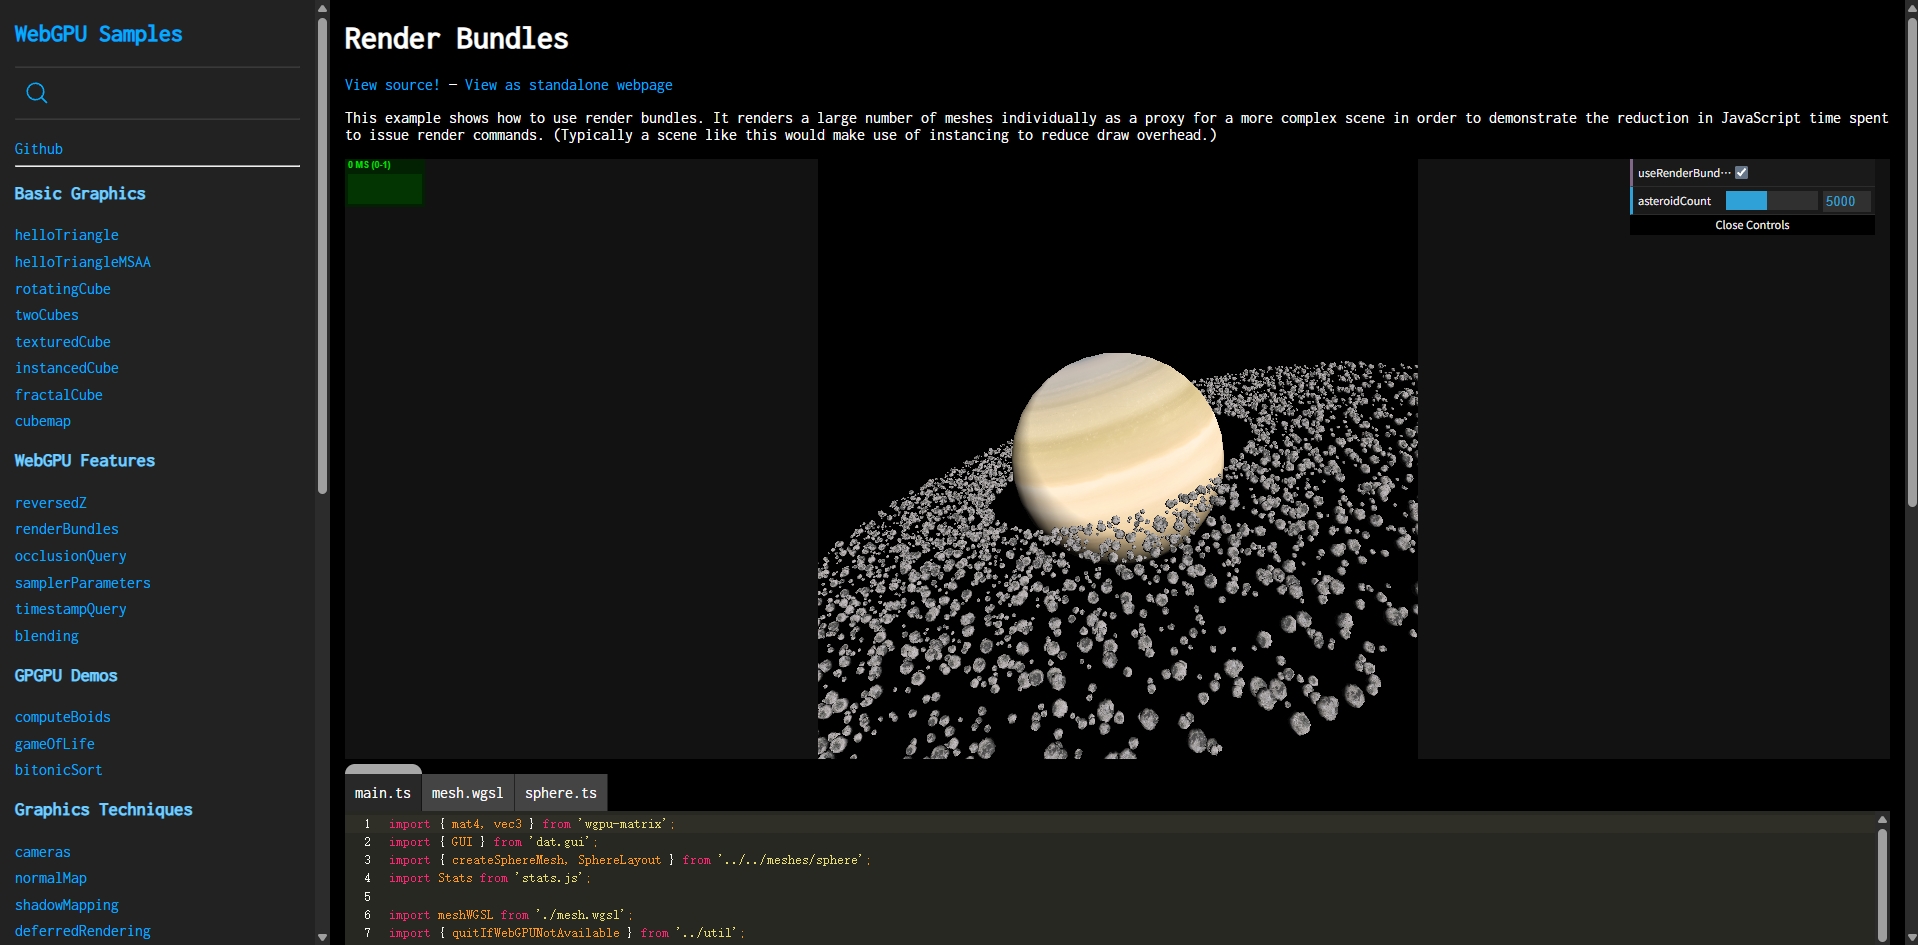 WebGPU Samples
Github
Basic Graphics
helloTriangle
helloTriangleMSAA
rotatingCube
twoCubes
texturedCube
instancedCube
fractalCube
cubemap
WebGPU Features
reversedZ
renderBundles
occlusionQuery
samplerParameters
timestampQuery
blending
GPGPU Demos
computeBoids
gameOfLife
bitonicSort
Graphics Techniques
cameras
normalMap
shadowMapping
deferredRendering
Render Bundles
View source! — View as standalone webpage
This example shows how to use render bundles. It renders a large number of meshes individually as a proxy for a more complex scene in order to demonstrate the reduction in JavaScript time spent
to issue render commands. (Typically a scene like this would make use of instancing to reduce draw overhead.)
0 MS (0-1)
useRenderBund…
asteroidCount 5000
Close Controls
main.ts mesh.wgsl sphere.ts
1 import { mat4, vec3 } from 'wgpu-matrix';
2 import { GUI } from 'dat.gui';
3 import { createSphereMesh, SphereLayout } from '../../meshes/sphere';
4 import Stats from 'stats.js';
5
6 import meshWGSL from './mesh.wgsl';
7 import { quitIfWebGPUNotAvailable } from '../util';